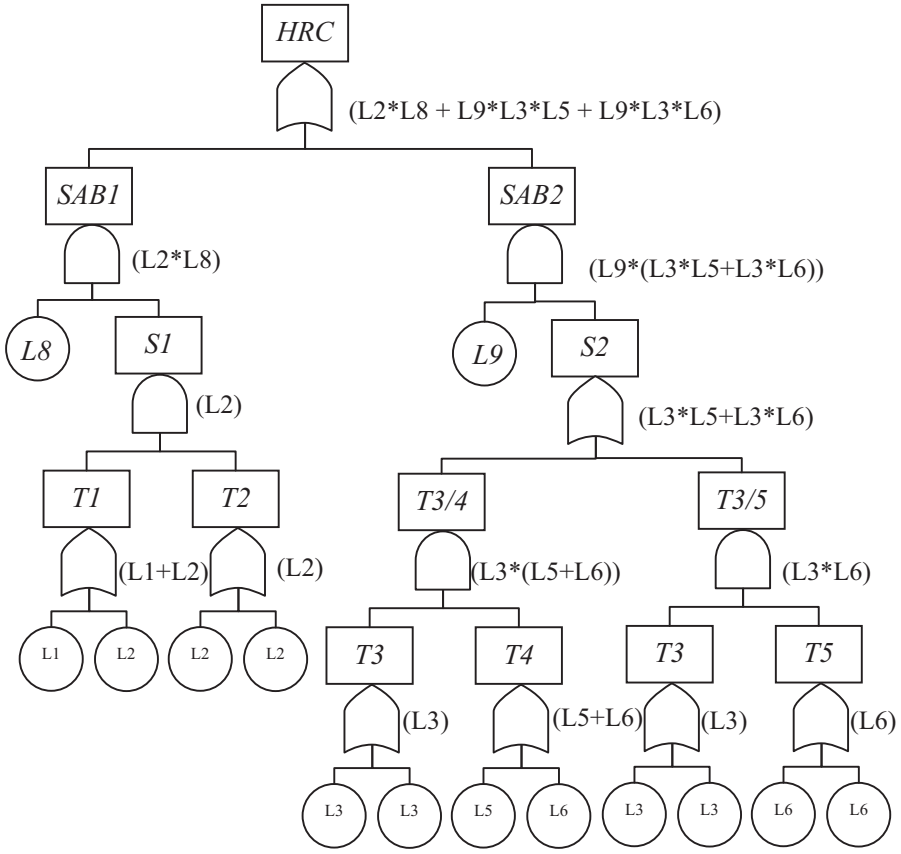 HRC
(L2*L8 + L9*L3*L5 + L9*L3*L6)
SAB1
SAB2
(L2*L8)
(L9*(L3*L5+L3*L6))
L8
S1
L9
S2
(L2)
(L3*L5+L3*L6)
T1
T2
T3/4
T3/5
(L1+L2)
(L2)
(L3*(L5+L6))
(L3*L6)
L1
L2
L2
L2
T3
T4
T3
T5
(L3)
(L5+L6)
(L3)
(L6)
L3
L3
L5
L6
L3
L3
L6
L6